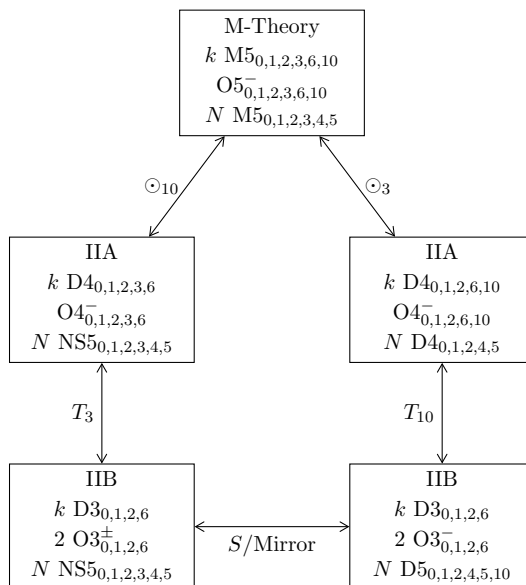 M-Theory
k M5_{0,1,2,3,6,10}
O5^-_{0,1,2,3,6,10}
N M5_{0,1,2,3,4,5}
⊙_{10}
⊙_3
IIA
k D4_{0,1,2,3,6}
O4^-_{0,1,2,3,6}
N NS5_{0,1,2,3,4,5}
IIA
k D4_{0,1,2,6,10}
O4^-_{0,1,2,6,10}
N D4_{0,1,2,4,5}
T_3
T_{10}
IIB
k D3_{0,1,2,6}
2 O3^±_{0,1,2,6}
N NS5_{0,1,2,3,4,5}
S/Mirror
IIB
k D3_{0,1,2,6}
2 O3^-_{0,1,2,6}
N D5_{0,1,2,4,5,10}